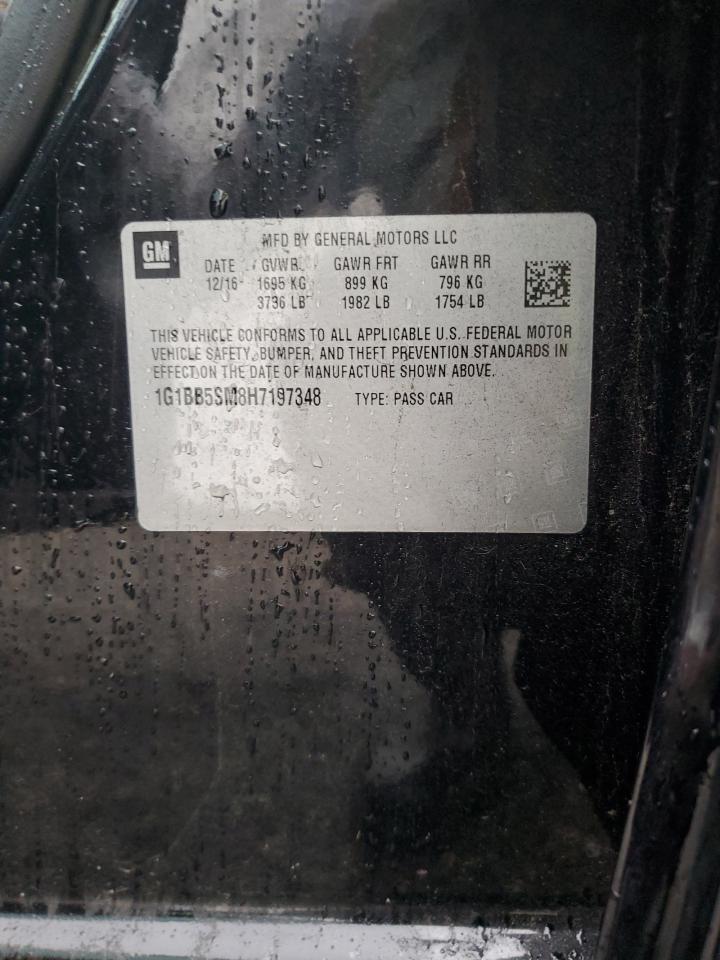 GM
MFD BY GENERAL MOTORS LLC
DATE GVWR GAWR FRT GAWR RR
12/16 1695 KG 899 KG 796 KG
3736 LB 1982 LB 1754 LB
THIS VEHICLE CONFORMS TO ALL APPLICABLE U.S. FEDERAL MOTOR
VEHICLE SAFETY, BUMPER, AND THEFT PREVENTION STANDARDS IN
EFFECT ON THE DATE OF MANUFACTURE SHOWN ABOVE.
1G1BB5SM8H7197348 TYPE: PASS CAR